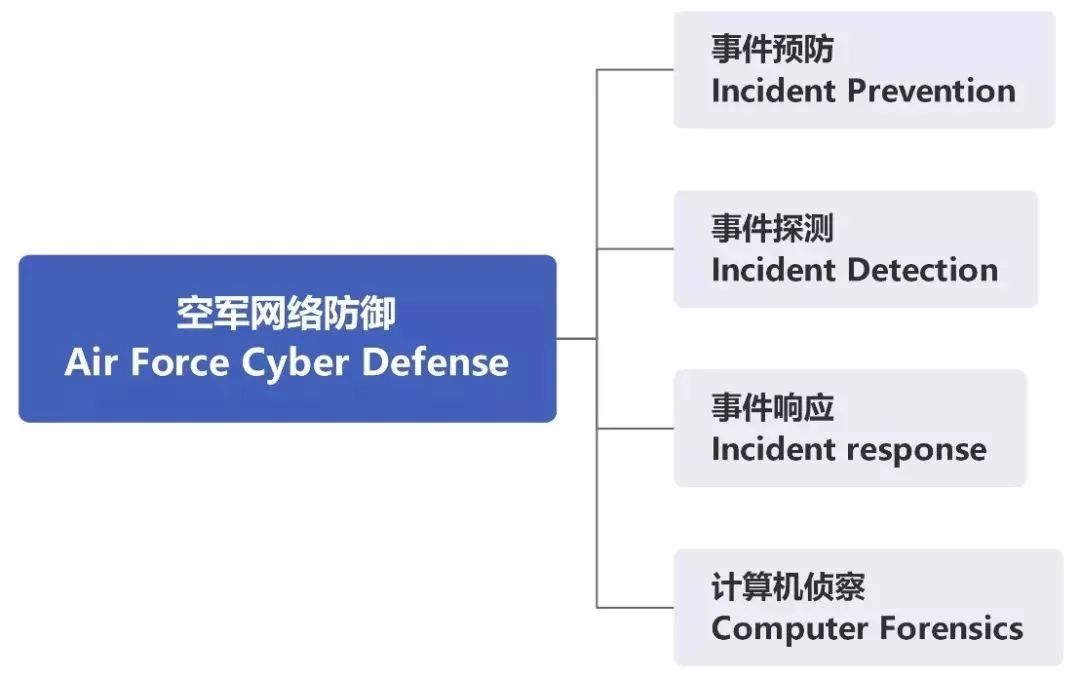 事件预防
Incident Prevention
事件探测
Incident Detection
空军网络防御
Air Force Cyber Defense
事件响应
Incident response
计算机侦察
Computer Forensics